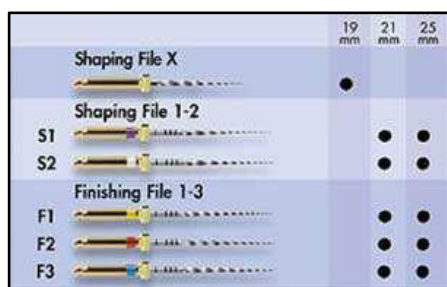 19 21 25
mm mm mm
Shaping File X
Shaping File 1-2
S1
S2
Finishing File 1-3
F1
F2
F3